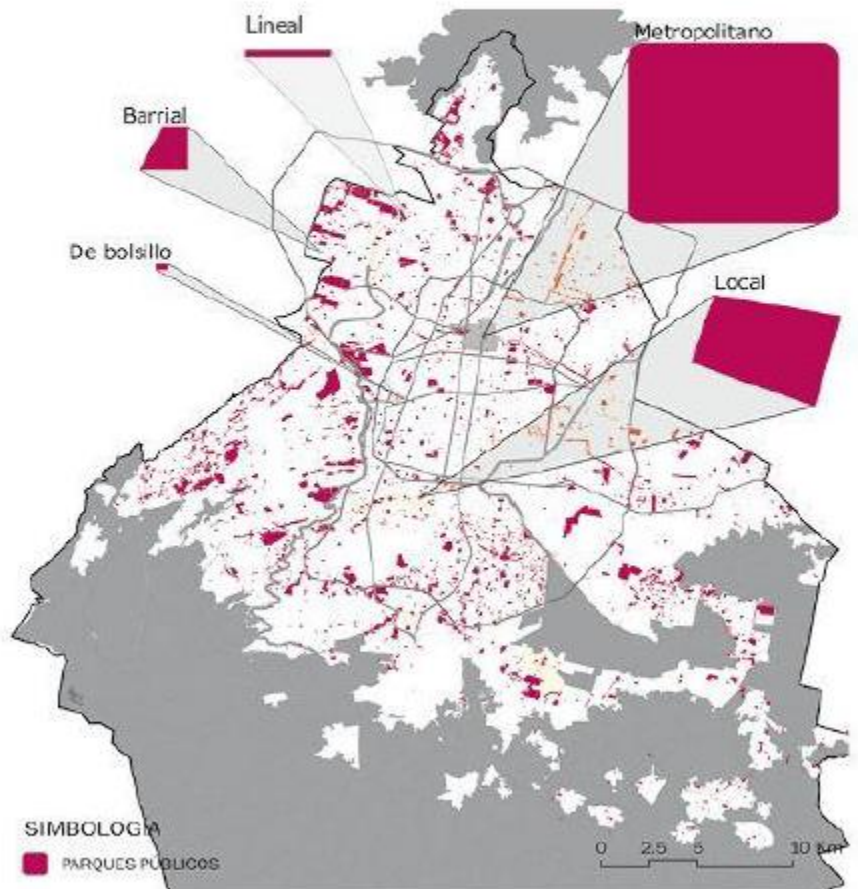 Lineal
Metropolitano
Barrial
De bolsillo
Local
SIMBOLOGIA
PARQUES PÚBLICOS
0 2.5 5 10 Km